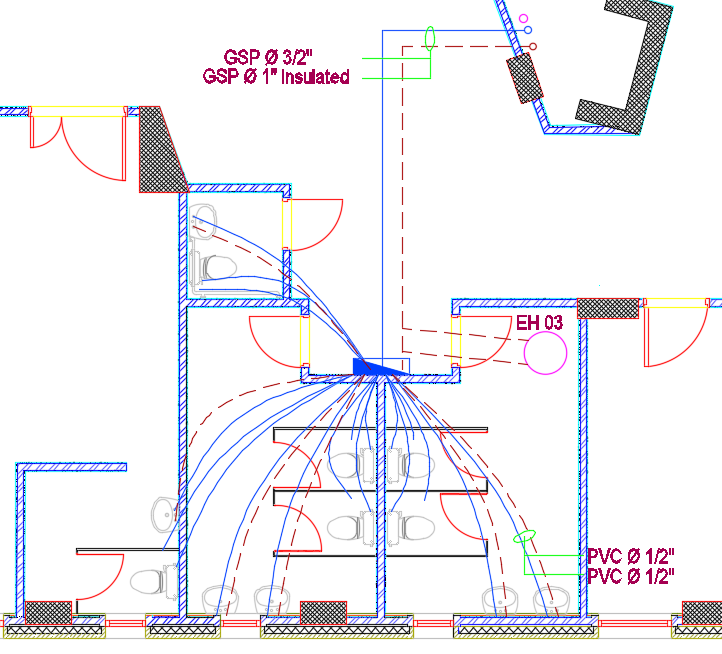 GSP Ø 3/2"
GSP Ø 1" Insulated
EH 03
PVC Ø 1/2"
PVC Ø 1/2"